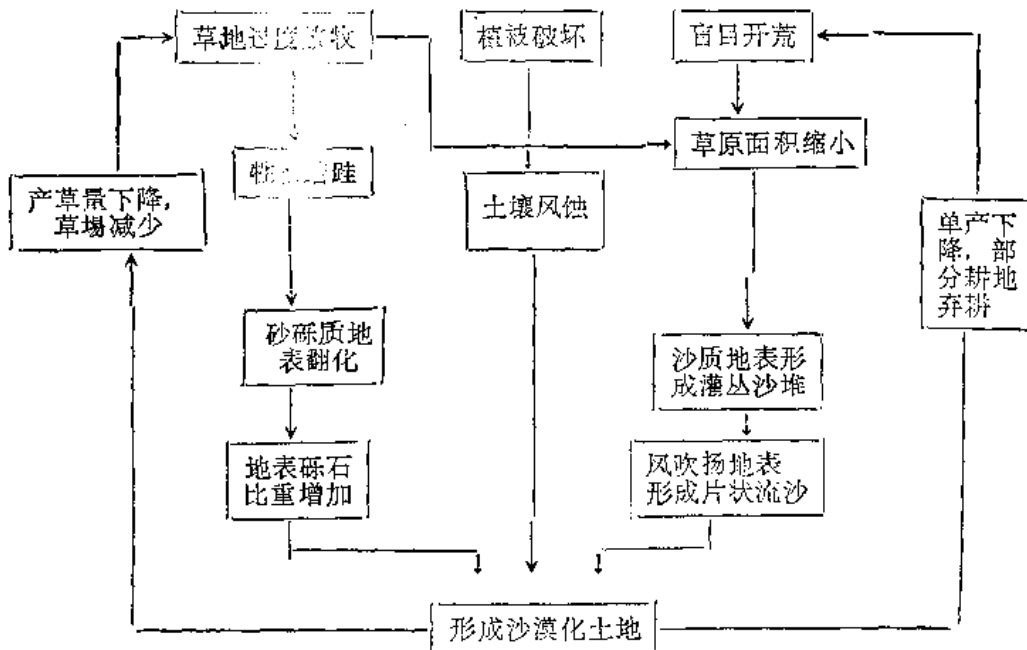 草地过度放牧
植被破坏
盲目开荒
草原面积缩小
产草量下降,
草場减少
土壤风蚀
单产下
降，部
分耕地
弃耕
砂砾质地
表翻化
沙质地表形
成灌丛沙堆
地表砾石
比重增加
风吹扬地表
形成片状流沙
形成沙漠化土地